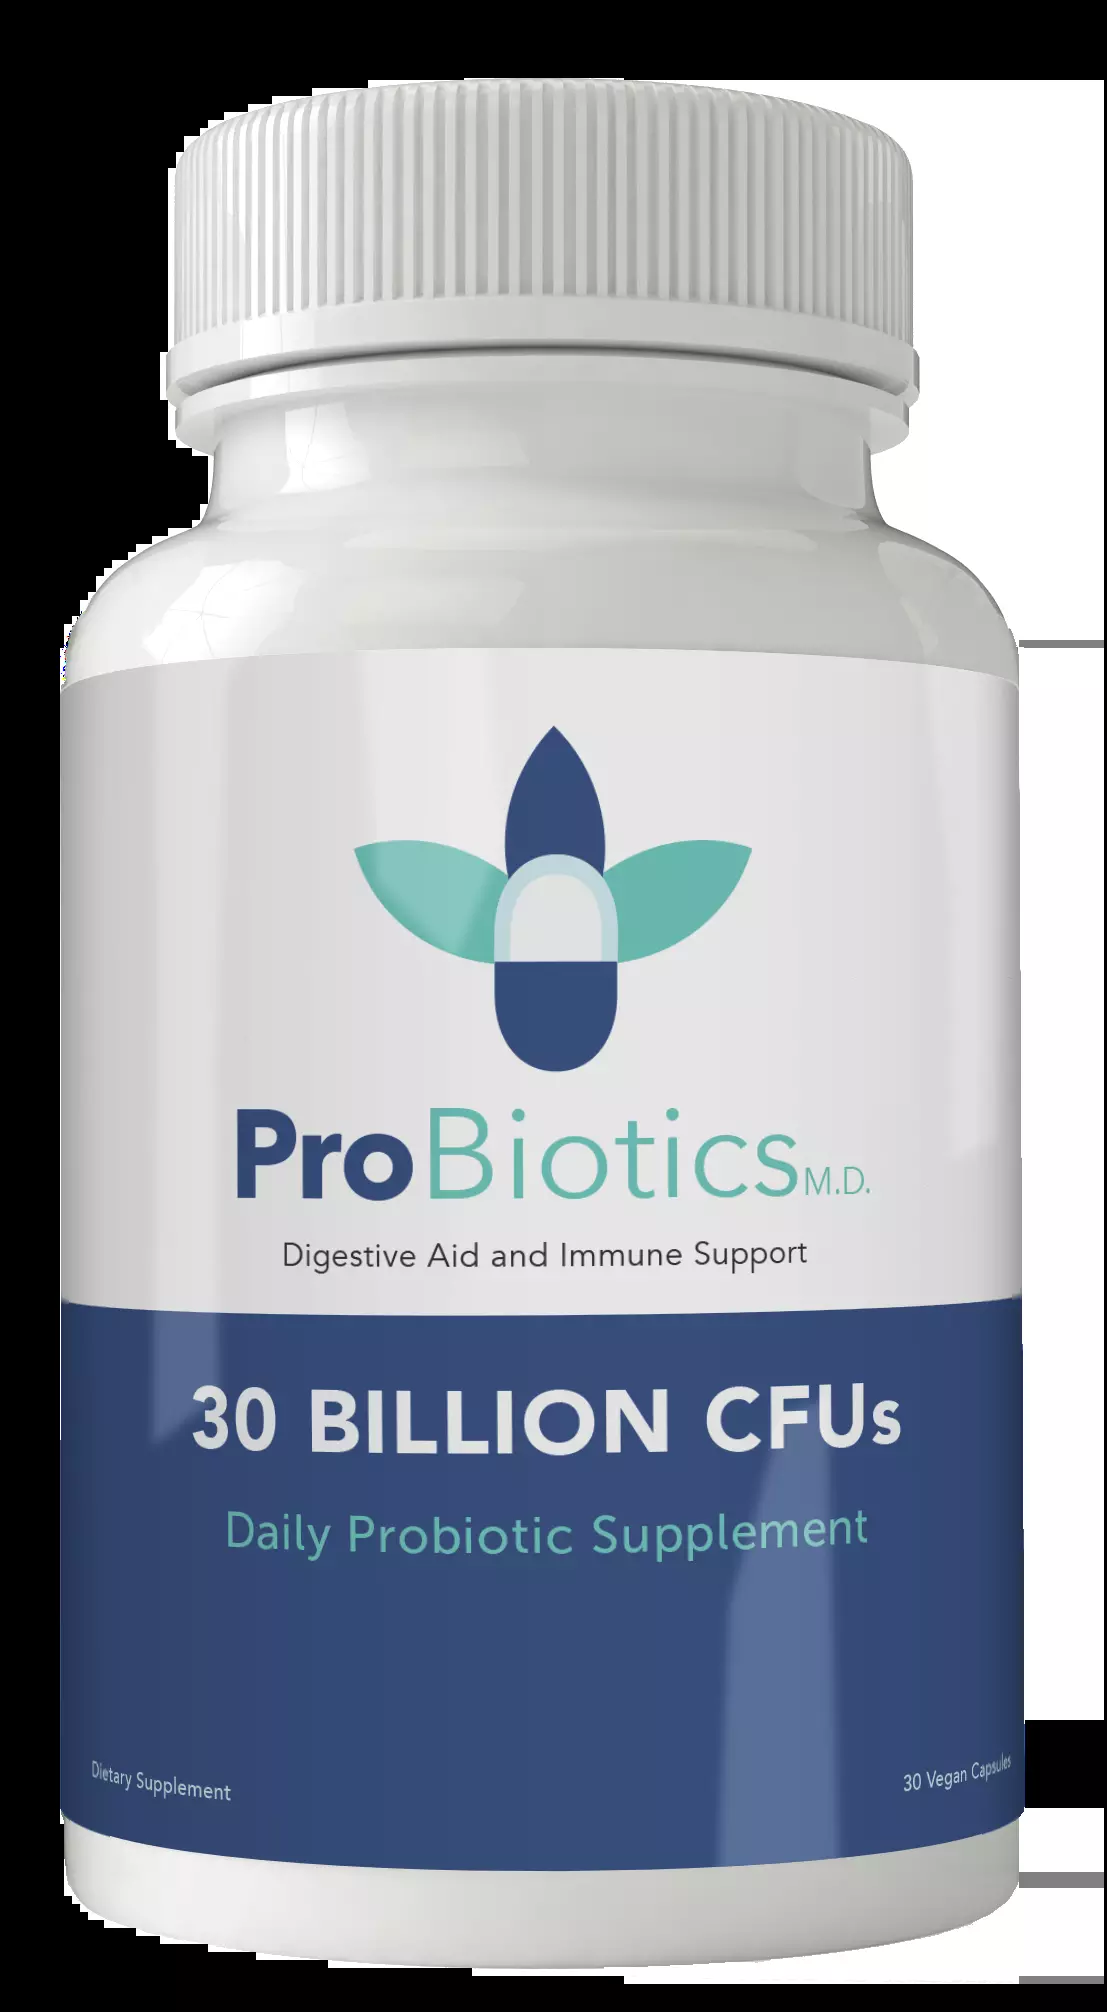 ProBiotics M.D.
Digestive Aid and Immune Support
30 BILLION CFUs
Daily Probiotic Supplement
Dietary Supplement
30 Vegan Capsules